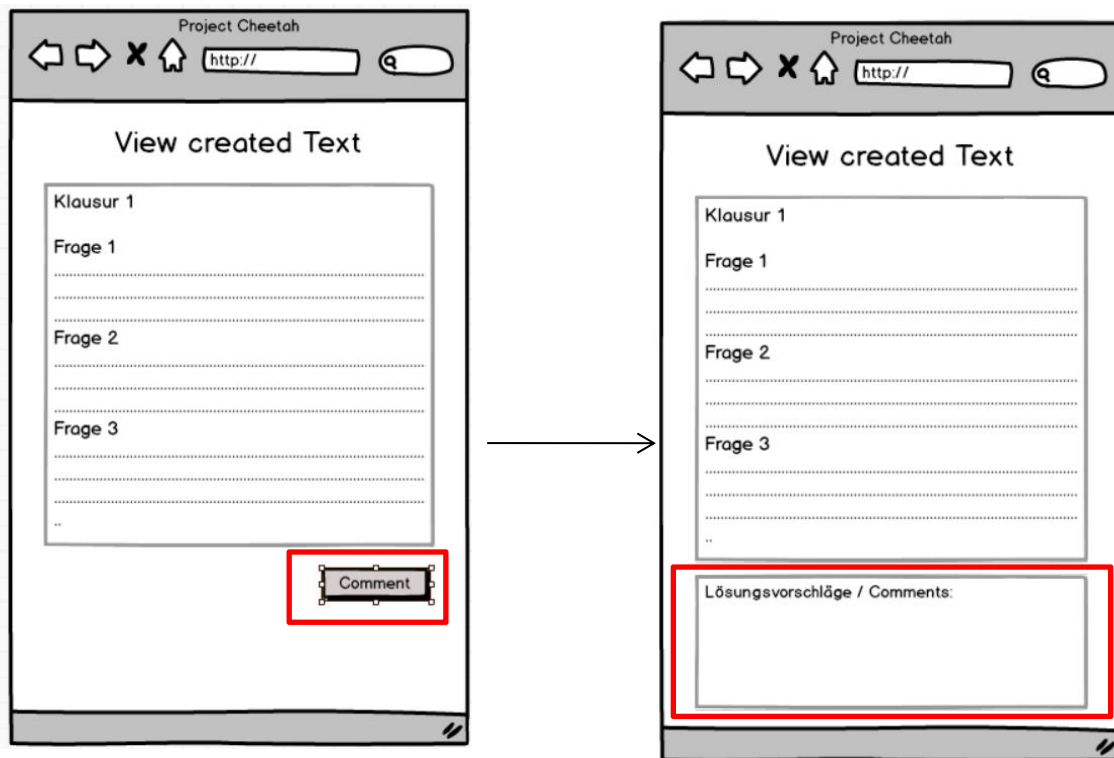 Project Cheetah
http://
View created Text
Klausur 1
Frage 1
Frage 2
Frage 3
..
Comment
Project Cheetah
http://
View created Text
Klausur 1
Frage 1
Frage 2
Frage 3
..
Lösungsvorschläge / Comments: